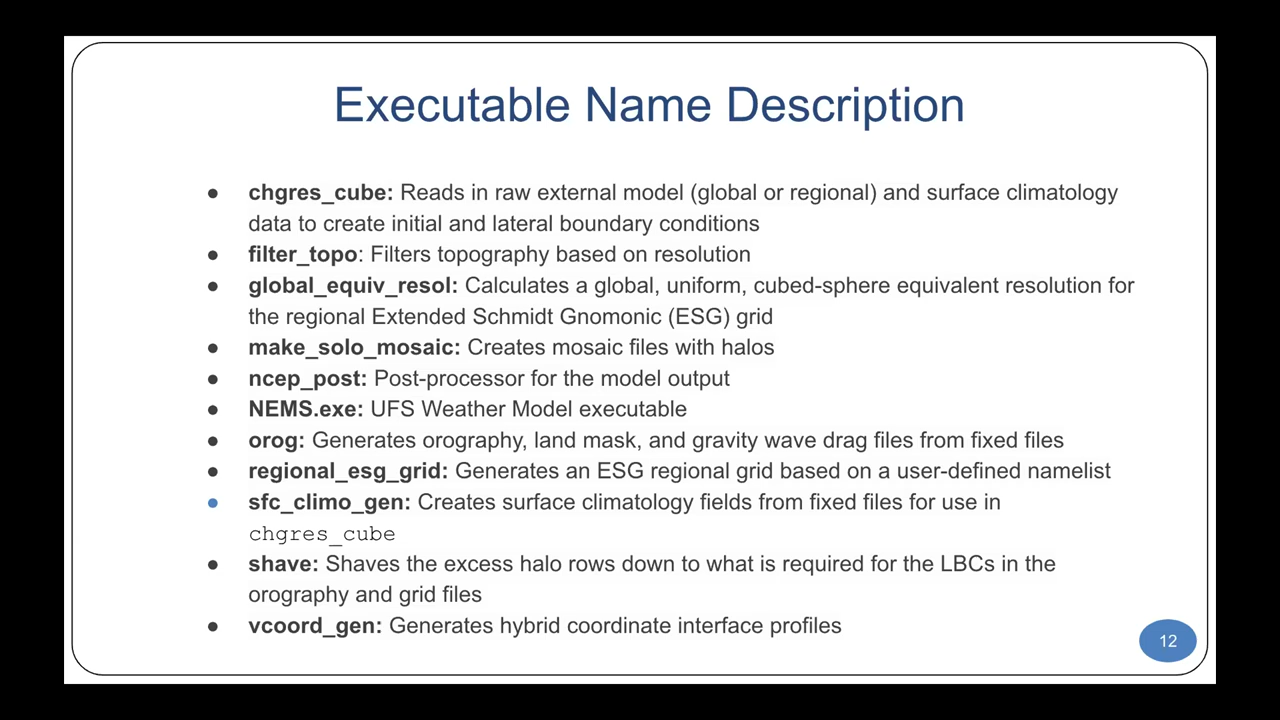 Executable Name Description
● chgres_cube: Reads in raw external model (global or regional) and surface climatology
data to create initial and lateral boundary conditions
● filter_topo: Filters topography based on resolution
● global_equiv_resol: Calculates a global, uniform, cubed-sphere equivalent resolution for
the regional Extended Schmidt Gnomonic (ESG) grid
● make_solo_mosaic: Creates mosaic files with halos
● ncep_post: Post-processor for the model output
● NEMS.exe: UFS Weather Model executable
● orog: Generates orography, land mask, and gravity wave drag files from fixed files
● regional_esg_grid: Generates an ESG regional grid based on a user-defined namelist
● sfc_climo_gen: Creates surface climatology fields from fixed files for use in
chgres_cube
● shave: Shaves the excess halo rows down to what is required for the LBCs in the
orography and grid files
● vcoord_gen: Generates hybrid coordinate interface profiles
12